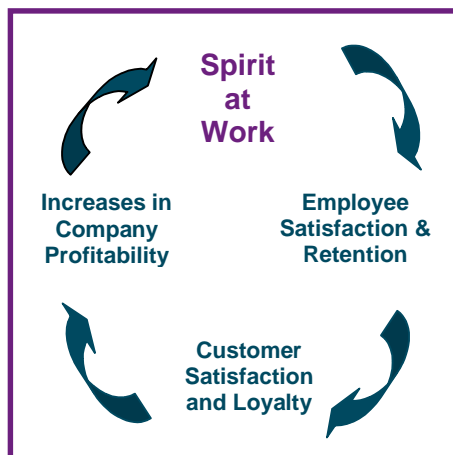 Spirit
at
Work
Increases in
Company
Profitability
Employee
Satisfaction &
Retention
Customer
Satisfaction
and Loyalty